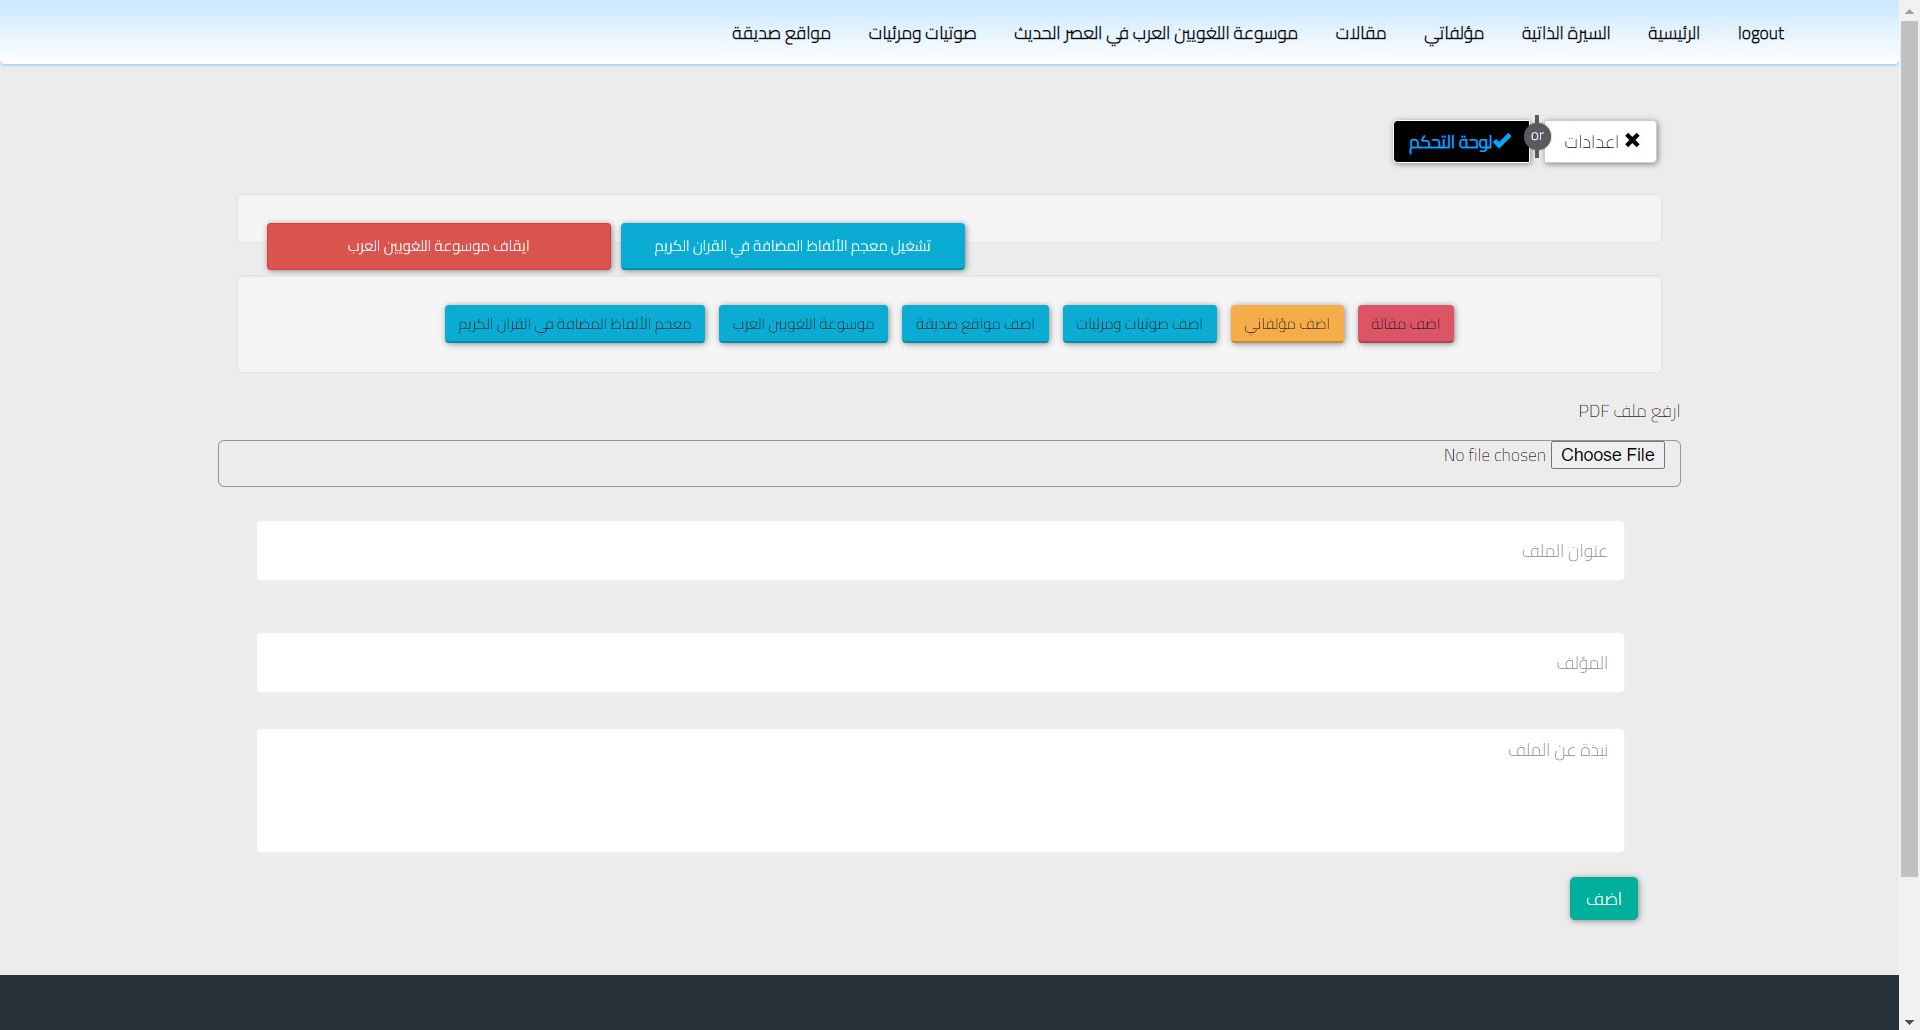 logout الرئيسية السيرة الذاتية مؤلفاتي مقالات موسوعة اللغويين العرب في العصر الحديث صوتيات ومرئيات مواقع صديقة
اعدادات or لوحة التحكم
تشغيل معجم الألفاظ المضافة في القران الكريم ايقاف موسوعة اللغويين العرب
اضف مقالة اضف مؤلفاتي اضف صوتيات ومرئيات اضف مواقع صديقة موسوعة اللغويين العرب معجم الألفاظ المضافة في القران الكريم
ارفع ملف PDF
Choose File No file chosen
عنوان الملف
المؤلف
نبذة عن الملف
اضف